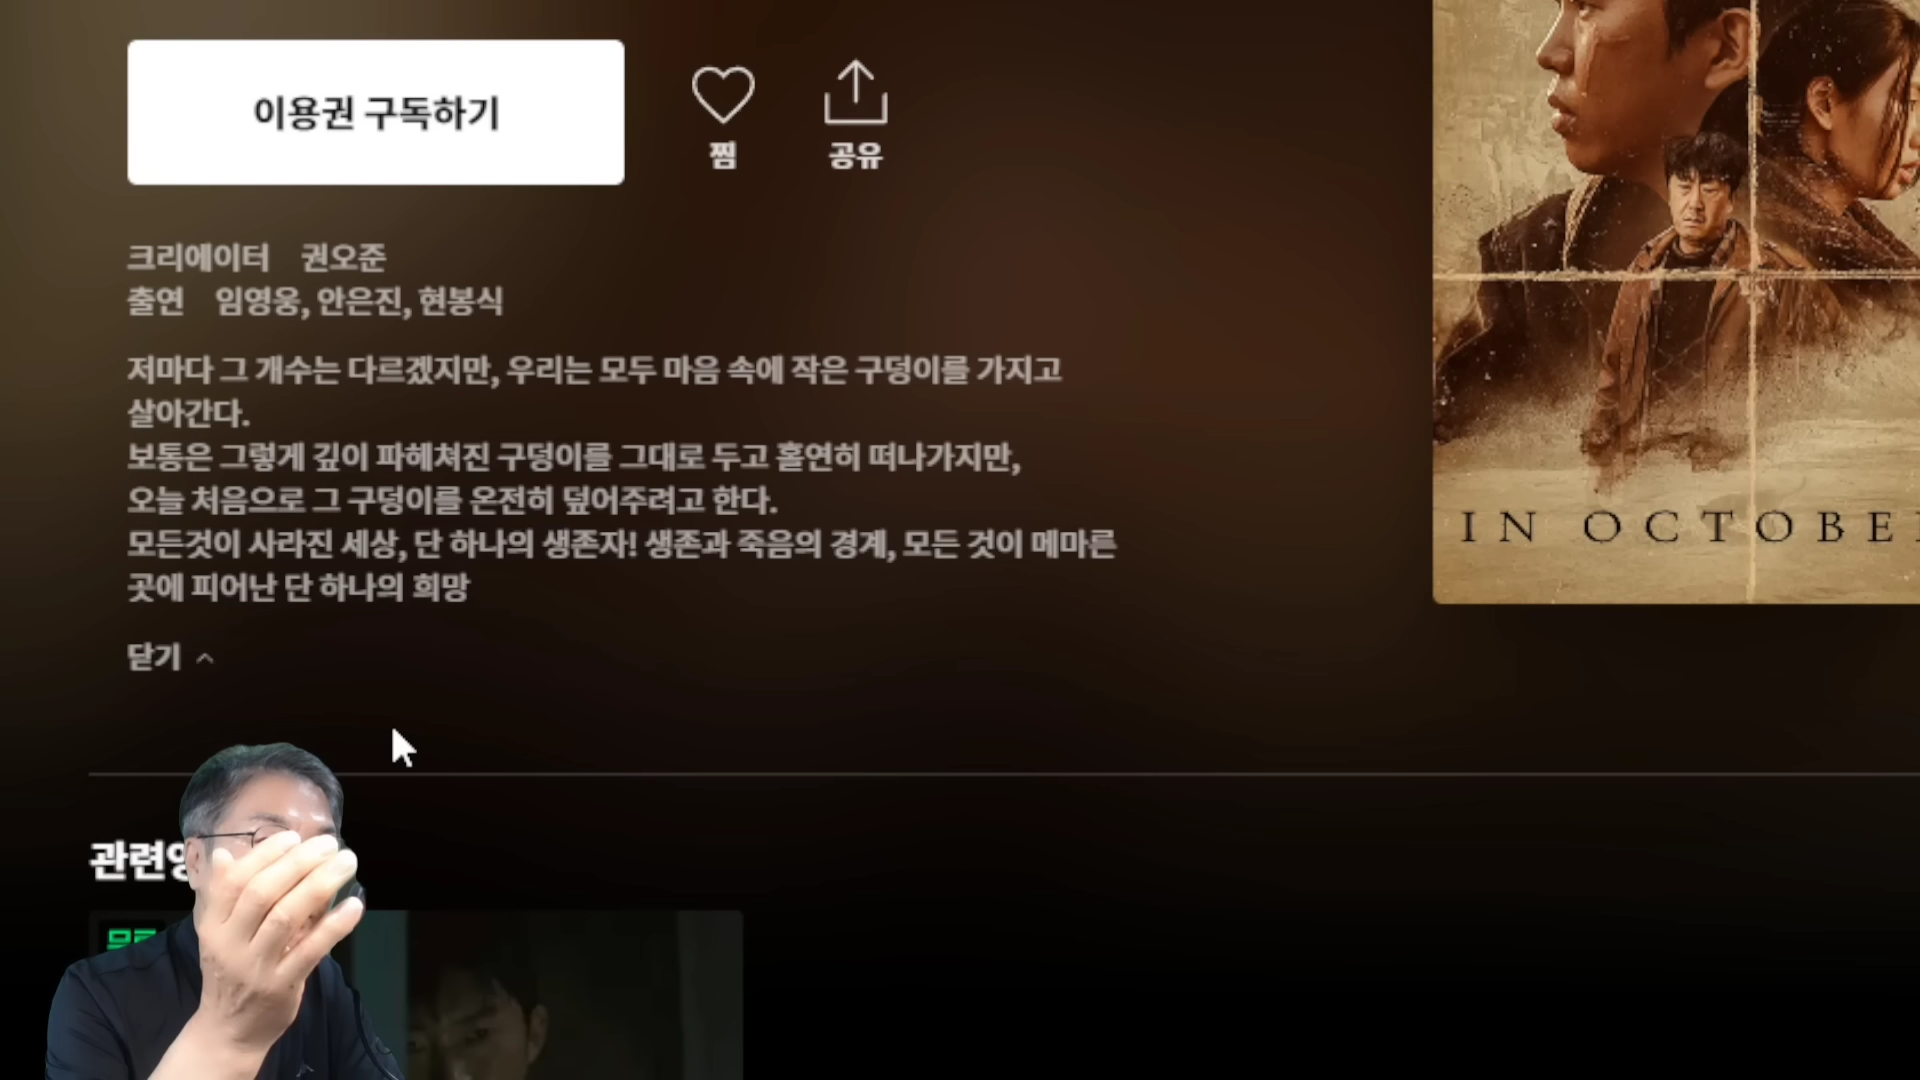 이용권 구독하기
찜
공유
크리에이터 권오준
출연 임영웅, 안은진, 현봉식
저마다 그 개수는 다르겠지만, 우리는 모두 마음 속에 작은 구덩이를 가지고
살아간다.
보통은 그렇게 깊이 파헤쳐진 구덩이를 그대로 두고 홀연히 떠나가지만,
오늘 처음으로 그 구덩이를 온전히 덮어주려고 한다.
모든것이 사라진 세상, 단 하나의 생존자! 생존과 죽음의 경계, 모든 것이 메마른
곳에 피어난 단 하나의 희망
닫기
IN OCTOBE
관련